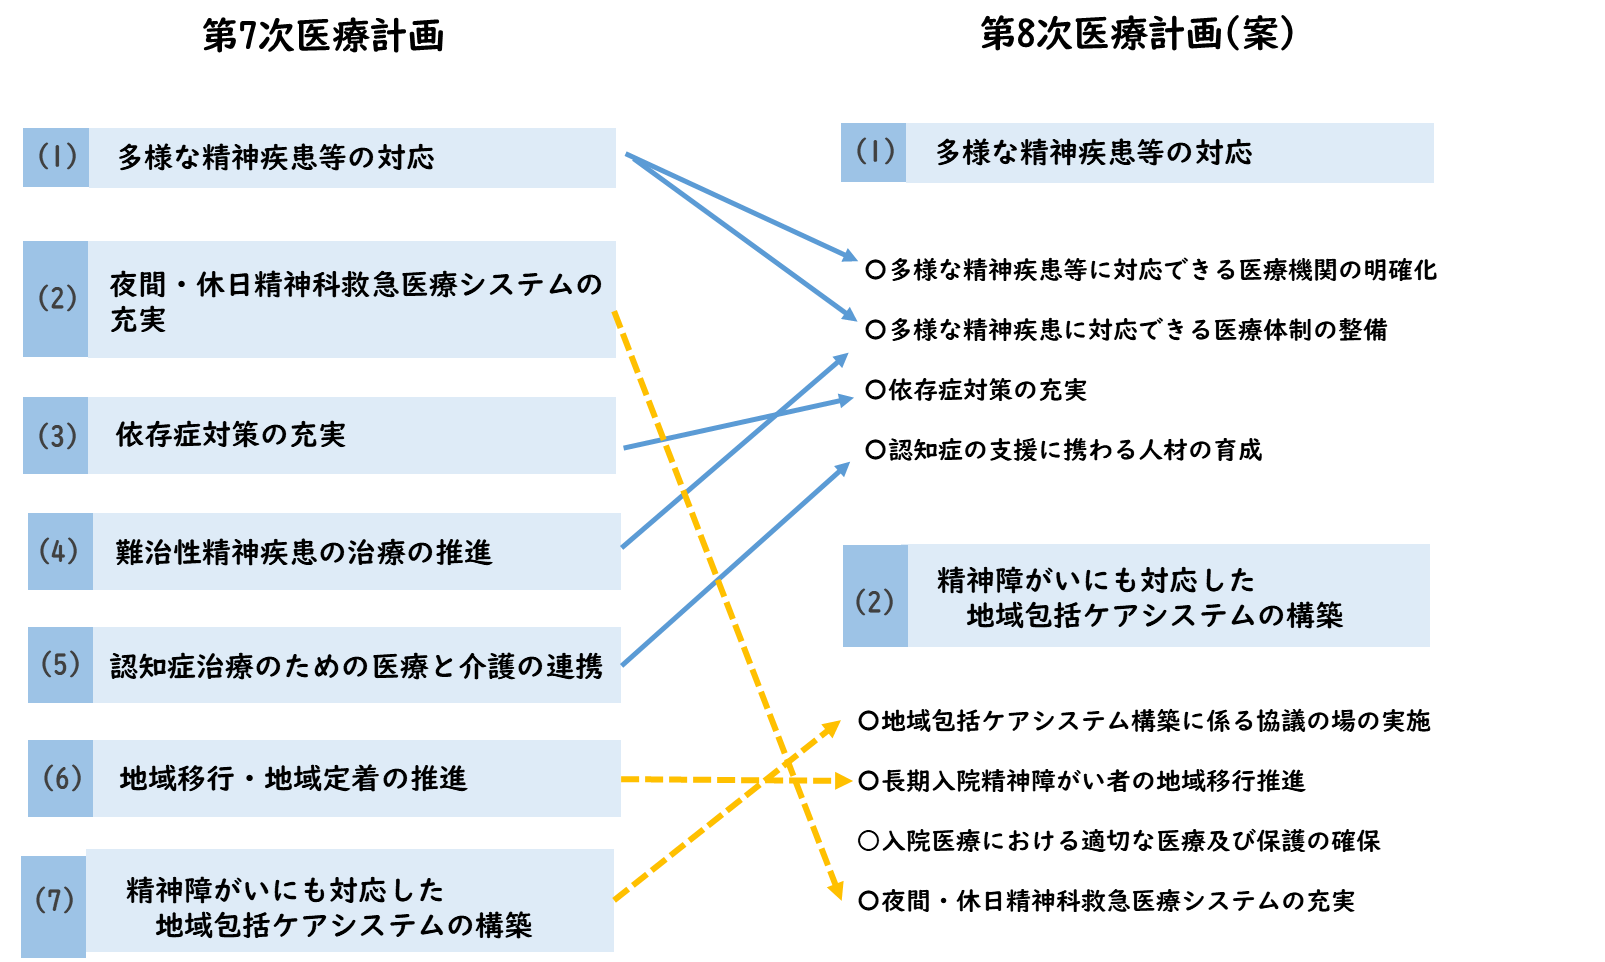 第7次医療計画
(1) 多様な精神疾患等の対応
(2) 夜間・休日精神科救急医療システムの
充実
(3) 依存症対策の充実
(4) 難治性精神疾患の治療の推進
(5) 認知症治療のための医療と介護の連携
(6) 地域移行・地域定着の推進
(7) 精神障がいにも対応した
地域包括ケアシステムの構築
第8次医療計画(案)
(1) 多様な精神疾患等の対応
○多様な精神疾患等に対応できる医療機関の明確化
○多様な精神疾患に対応できる医療体制の整備
○依存症対策の充実
○認知症の支援に携わる人材の育成
(2) 精神障がいにも対応した
地域包括ケアシステムの構築
○地域包括ケアシステム構築に係る協議の場の実施
○長期入院精神障がい者の地域移行推進
○入院医療における適切な医療及び保護の確保
○夜間・休日精神科救急医療システムの充実